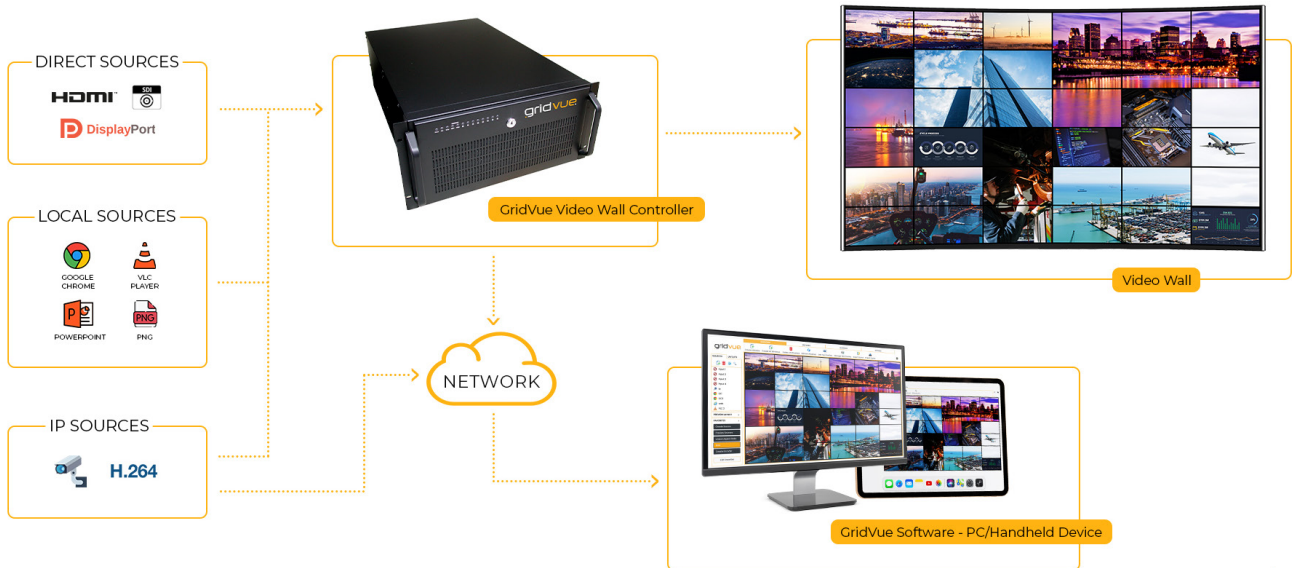 DIRECT SOURCES
HDMI
SDI
DisplayPort
gridvue
GridVue Video Wall Controller
LOCAL SOURCES
GOOGLE
CHROME
VLC
PLAYER
P
POWERPOINT
PNG
PNG
Video Wall
NETWORK
gridvue
IP SOURCES
H.264
GridVue Software - PC/Handheld Device